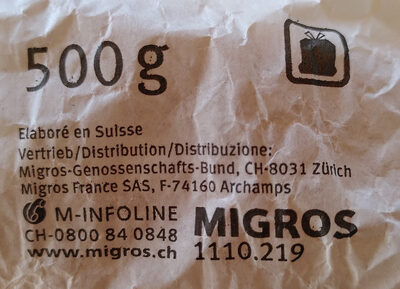 500 g
Elaboré en Suisse
Vertrieb/Distribution/Distribuzione:
Migros-Genossenschafts-Bund, CH-8031 Zürich
Migros France SAS, F-74160 Archamps
M-INFOLINE
CH-0800 84 0848
www.migros.ch
MIGROS
1110.219